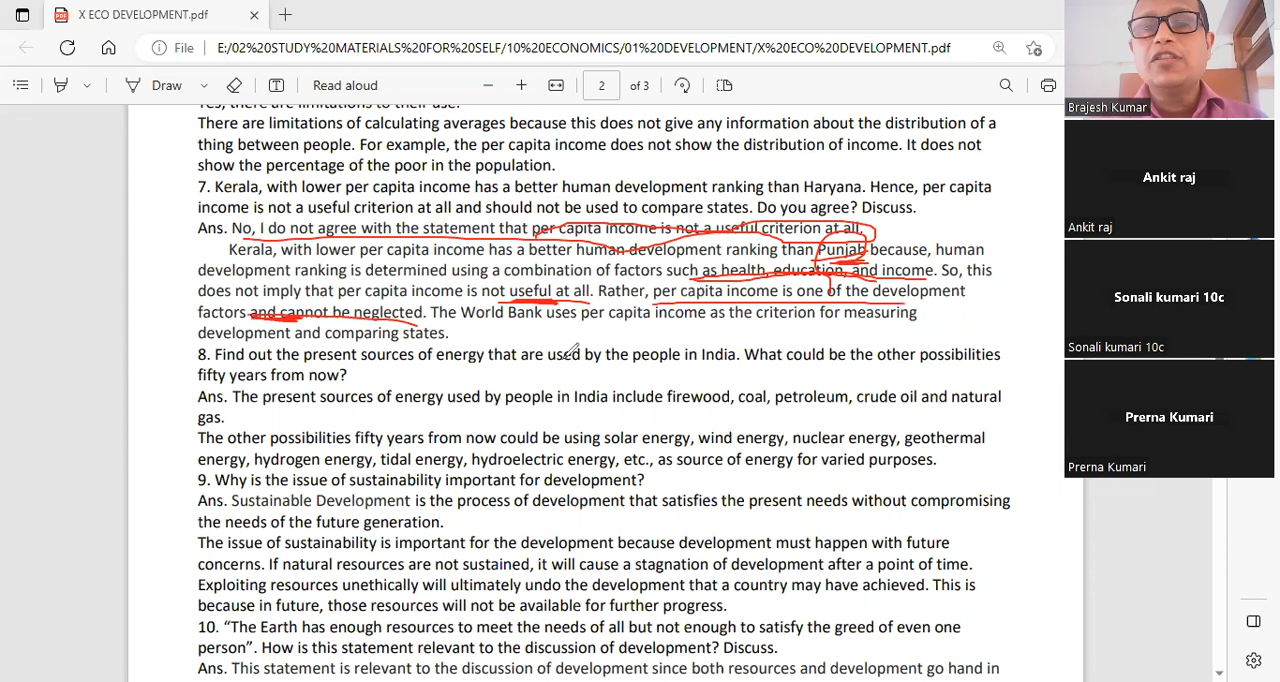 X ECO DEVELOPMENT.pdf
File E:/02%20STUDY%20MATERIALS%20FOR%20SELF/10%20ECONOMICS/01%20DEVELOPMENT/X%20ECO%20DEVELOPMENT.pdf
Draw Read aloud 2 of 3
Yes, there are limitations to their use.
There are limitations of calculating averages because this does not give any information about the distribution of a
thing between people. For example, the per capita income does not show the distribution of income. It does not
show the percentage of the poor in the population.
7. Kerala, with lower per capita income has a better human development ranking than Haryana. Hence, per capita
income is not a useful criterion at all and should not be used to compare states. Do you agree? Discuss.
Ans. No, I do not agree with the statement that per capita income is not a useful criterion at all.
Kerala, with lower per capita income has a better human development ranking than Punjab because, human
development ranking is determined using a combination of factors such as health, education, and income. So, this
does not imply that per capita income is not useful at all. Rather, per capita income is one of the development
factors and cannot be neglected. The World Bank uses per capita income as the criterion for measuring
development and comparing states.
8. Find out the present sources of energy that are used by the people in India. What could be the other possibilities
fifty years from now?
Ans. The present sources of energy used by people in India include firewood, coal, petroleum, crude oil and natural
gas.
The other possibilities fifty years from now could be using solar energy, wind energy, nuclear energy, geothermal
energy, hydrogen energy, tidal energy, hydroelectric energy, etc., as source of energy for varied purposes.
9. Why is the issue of sustainability important for development?
Ans. Sustainable Development is the process of development that satisfies the present needs without compromising
the needs of the future generation.
The issue of sustainability is important for the development because development must happen with future
concerns. If natural resources are not sustained, it will cause a stagnation of development after a point of time.
Exploiting resources unethically will ultimately undo the development that a country may have achieved. This is
because in future, those resources will not be available for further progress.
10. “The Earth has enough resources to meet the needs of all but not enough to satisfy the greed of even one
person”. How is this statement relevant to the discussion of development? Discuss.
Ans. This statement is relevant to the discussion of development since both resources and development go hand in
Brajesh Kumar
Ankit raj
Ankit raj
Sonali kumari 10c
Sonali kumari 10c
Prerna Kumari
Prerna Kumari